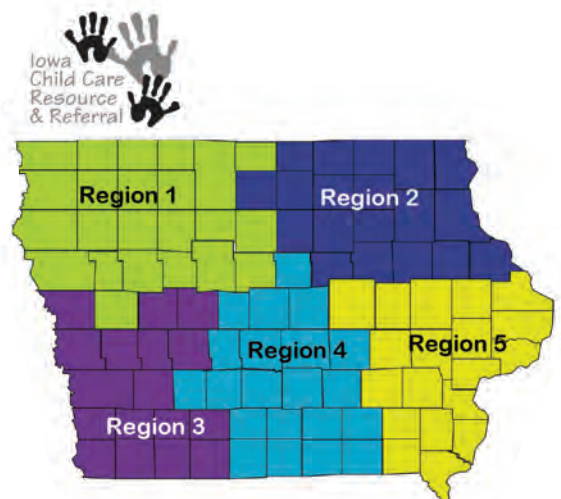 Iowa
Child Care
Resource
& Referral
Region 1
Region 2
Region 4
Region 5
Region 3